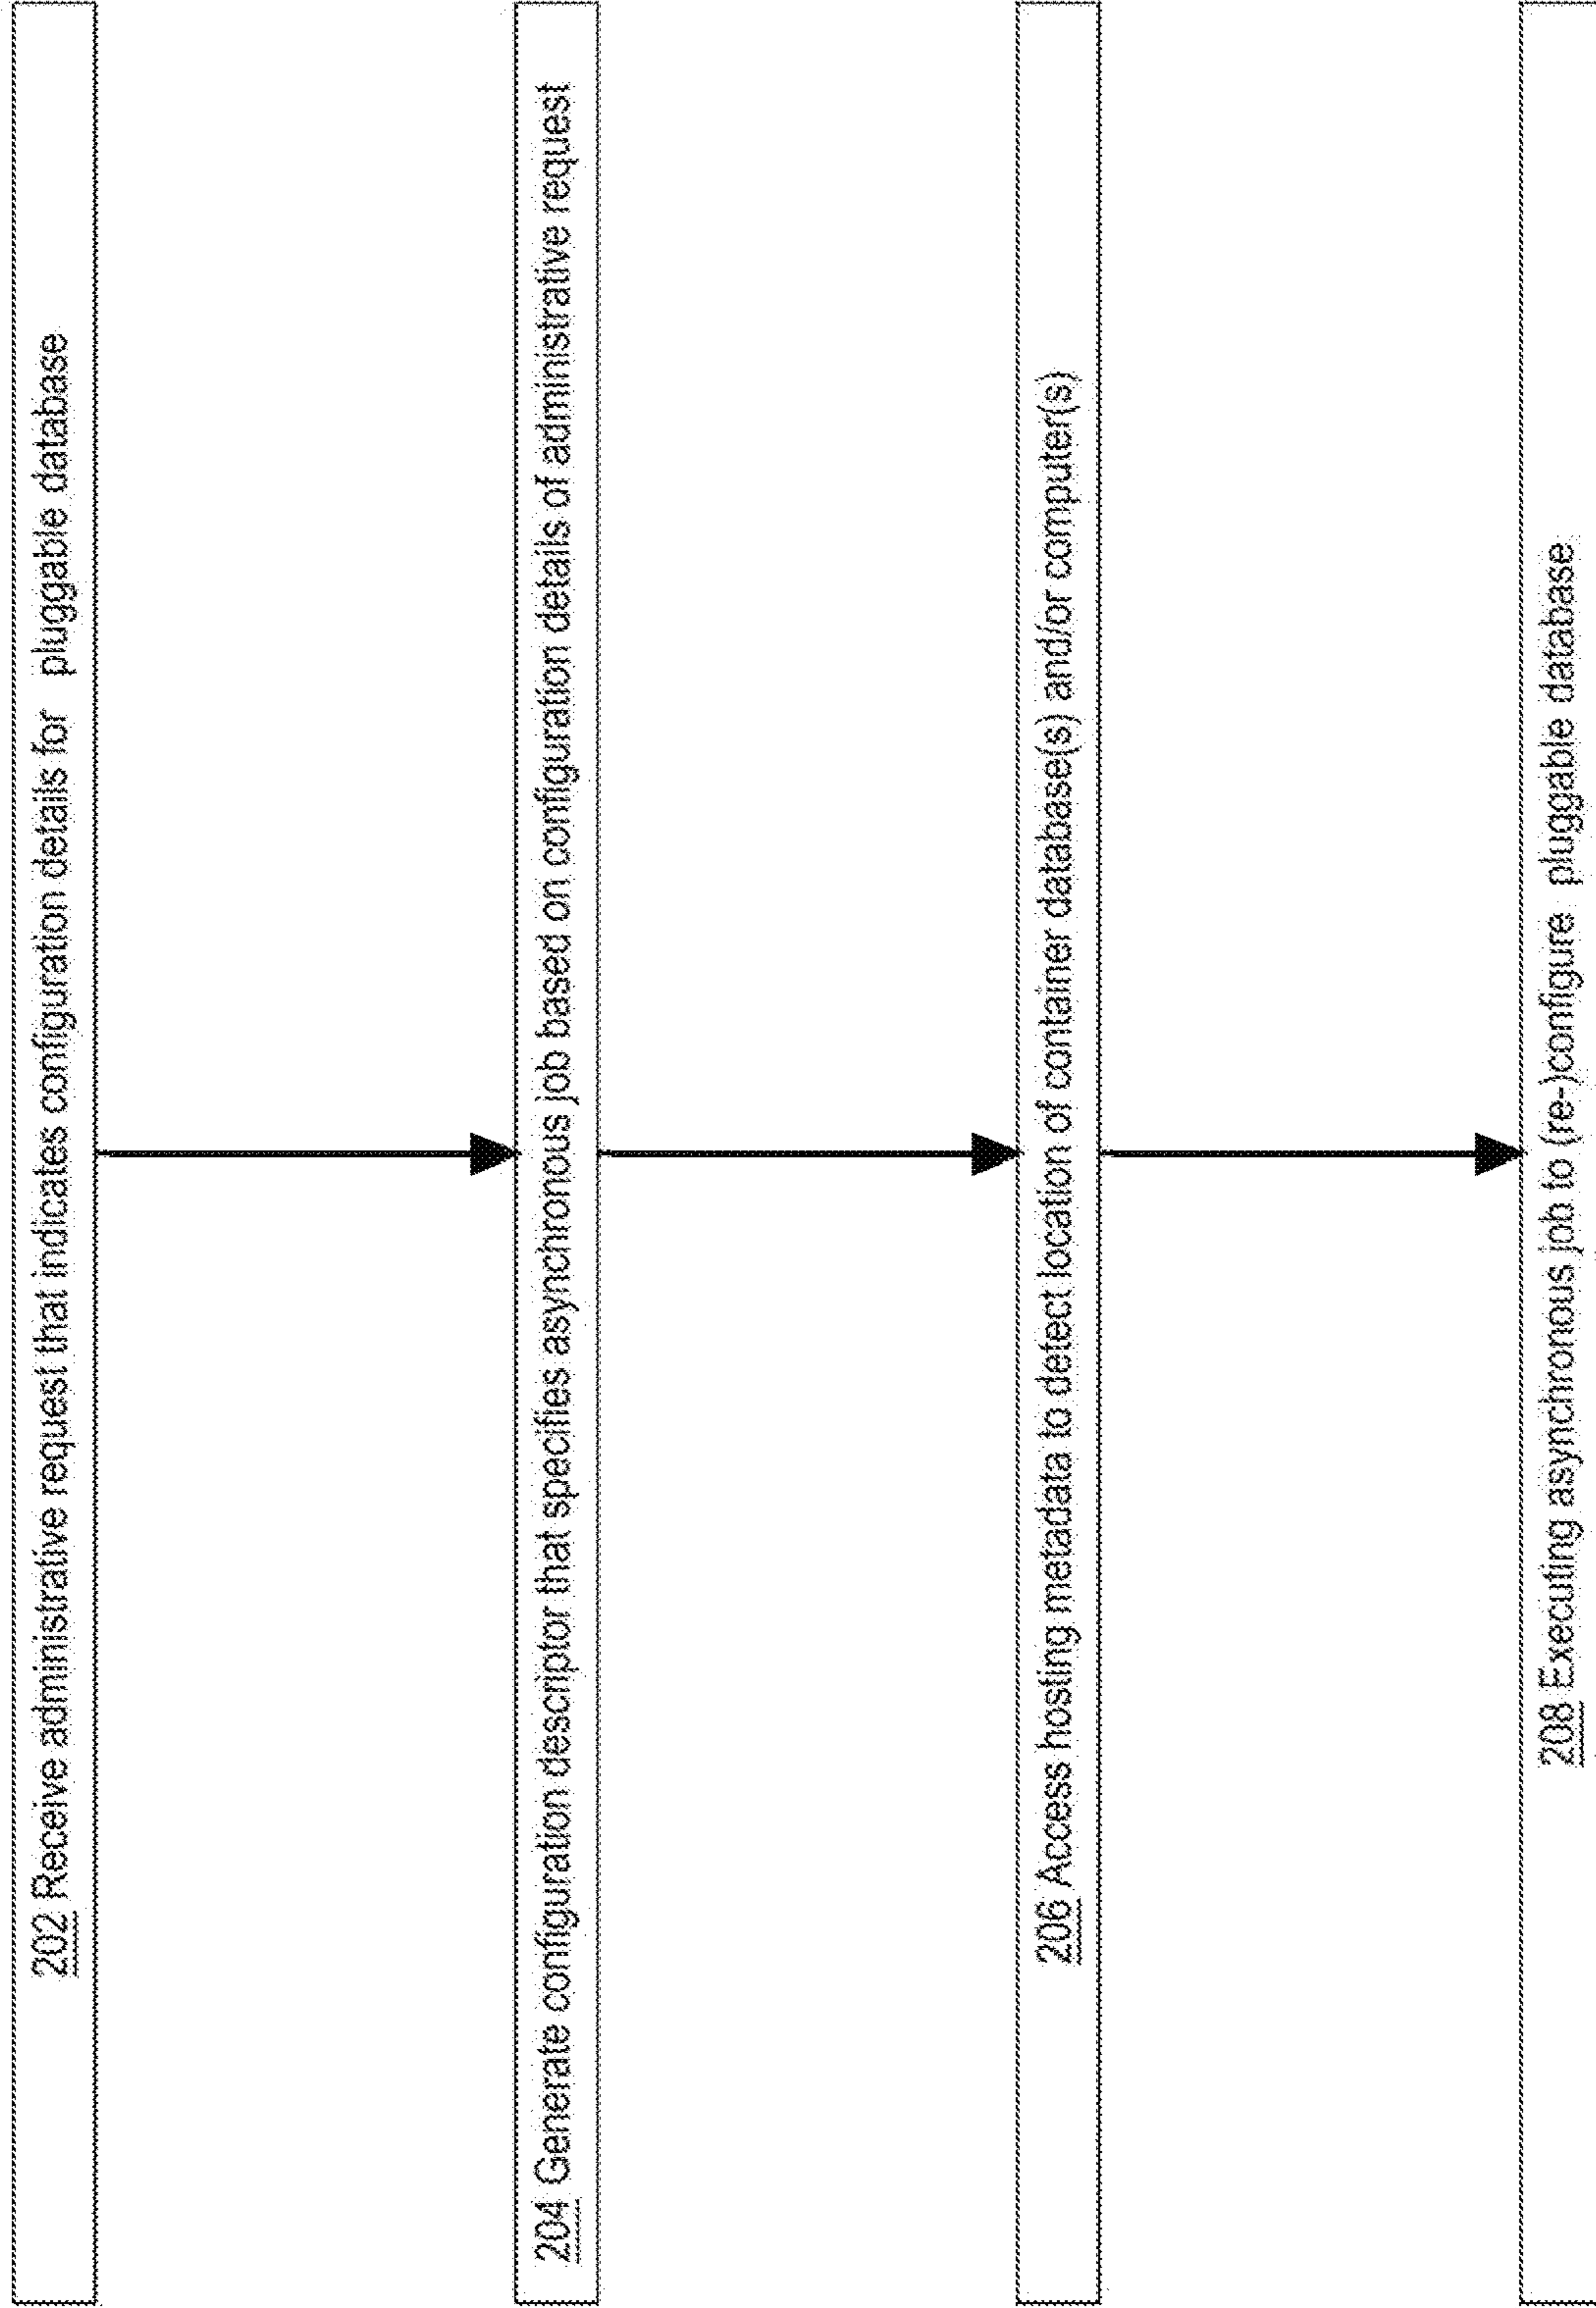 202 Receive administrative request that indicates configuration details for pluggable database
204 Generate configuration descriptor that specifies asynchronous job based on configuration details of administrative request
206 Access hosting metadata to detect location of container database(s) and/or computer(s)
208 Executing asynchronous job to (re-)configure pluggable database